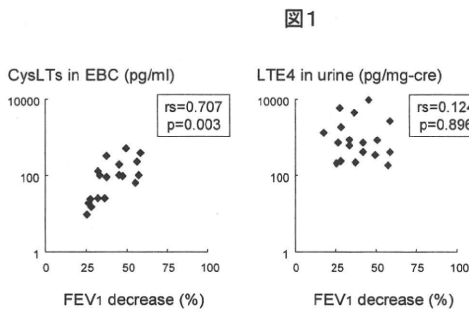 図1
CysLTs in EBC (pg/ml)
10000
100
1
rs=0.707
p=0.003
0
25
50
75
100
FEV1 decrease (%)
LTE4 in urine (pg/mg-cre)
10000
100
1
rs=0.124
p=0.896
0
25
50
75
100
FEV1 decrease (%)